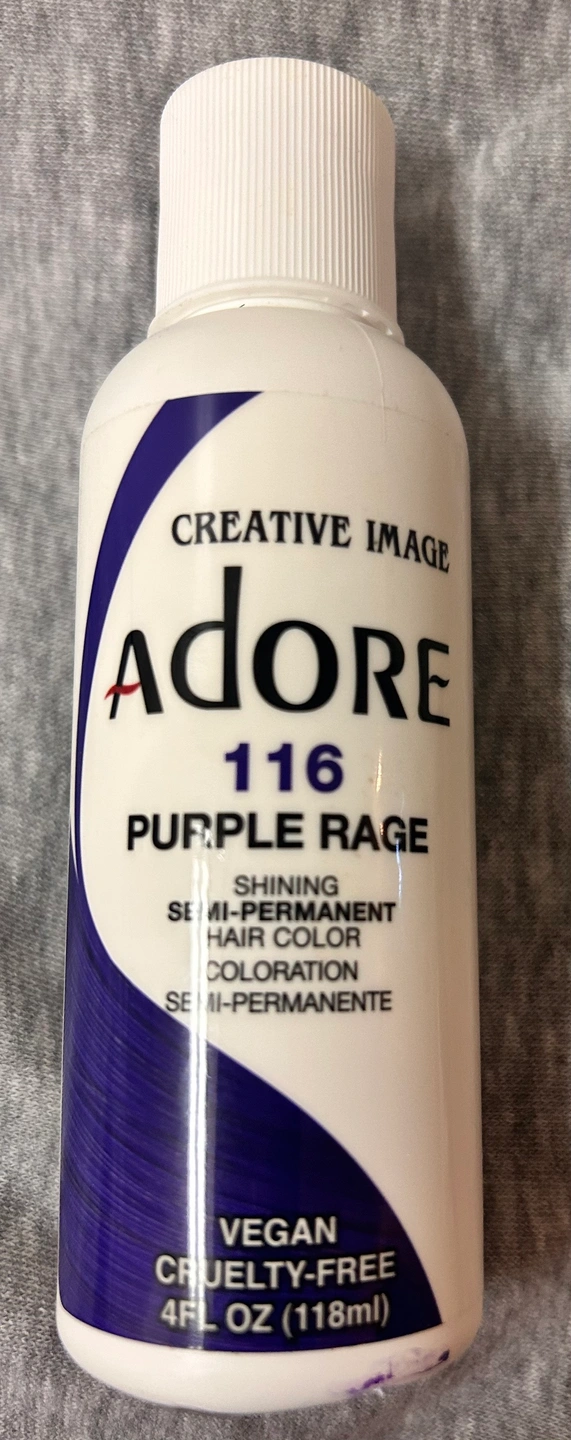 CREATIVE IMAGE
ADORE
116
PURPLE RAGE
SHINING
SEMI-PERMANENT
HAIR COLOR
COLORATION
SEMI-PERMANENTE
VEGAN
CRUELTY-FREE
4FL OZ (118ml)